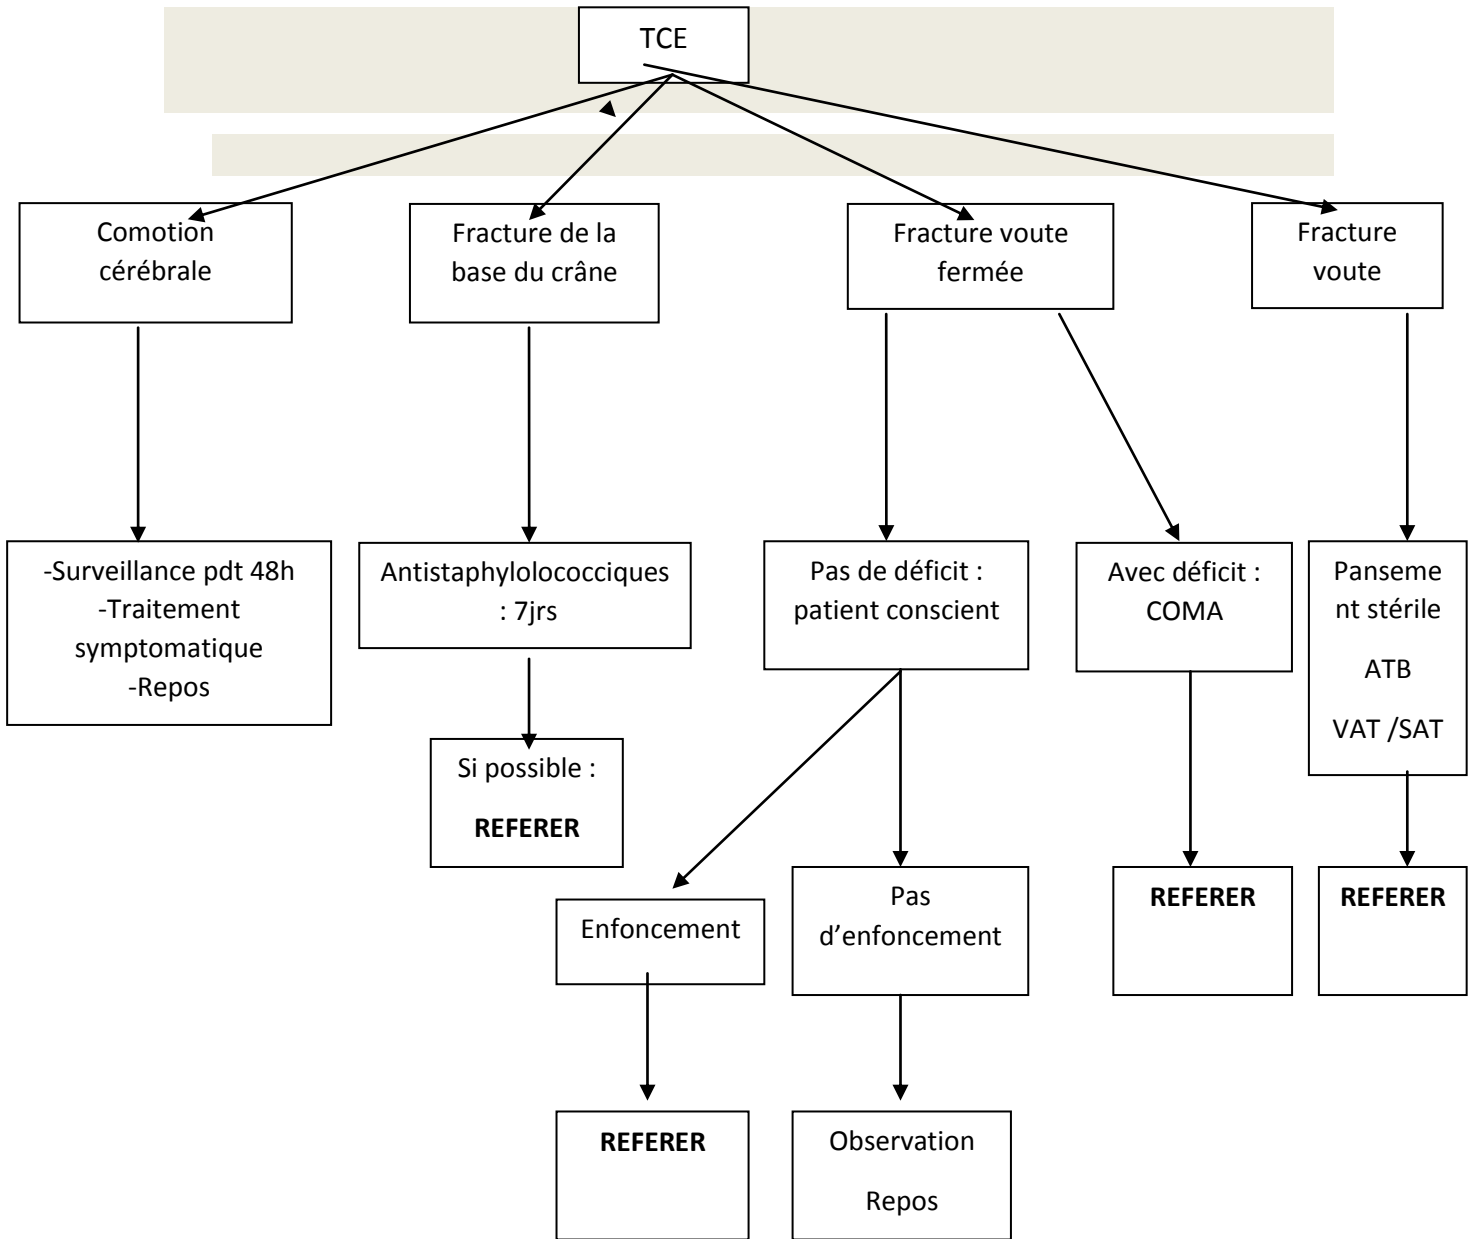 TCE
Comotion
cérébrale
Fracture de la
base du crâne
Fracture voute
fermée
Fracture
voute
-Surveillance pdt 48h
-Traitement
symptomatique
-Repos
Antistaphylolococciques
: 7jrs
Pas de déficit :
patient conscient
Avec déficit :
COMA
Panseme
nt stérile
ATB
VAT /SAT
Si possible :
REFERER
Enfoncement
Pas
d’enfoncement
REFERER
REFERER
REFERER
Observation
Repos